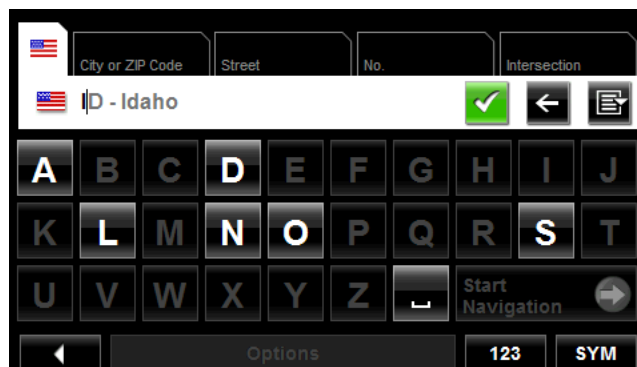 City or ZIP Code Street No. Intersection
ID - Idaho
A B C D E F G H I J
K L M N O P Q R S T
U V W X Y Z Start
Navigation
Options 123 SYM